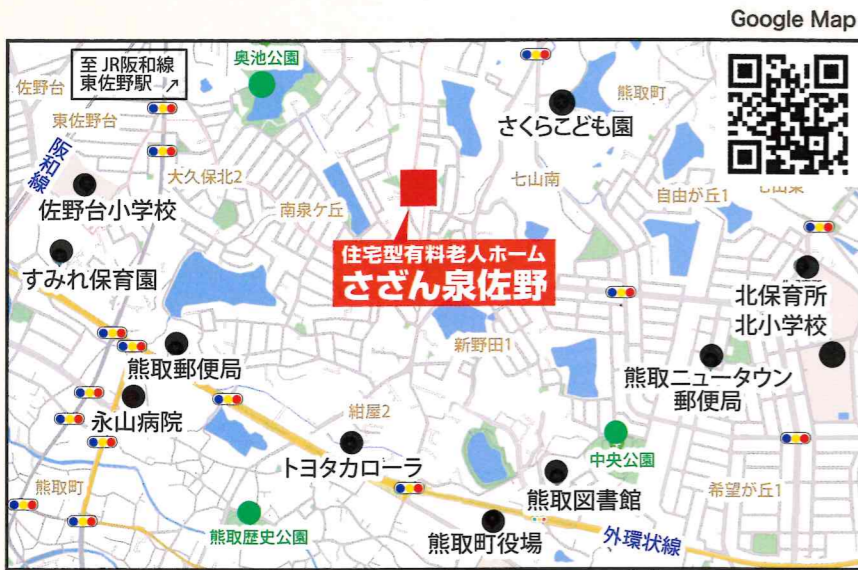 Google Map
至 JR阪和線
東佐野駅 ↗
奥池公園
佐野台
東佐野台
阪和線
佐野台小学校
大久保北2
南泉ケ丘
さくらこども園
熊取町
七山南
自由が丘1
七山東
住宅型有料老人ホーム
さざん泉佐野
すみれ保育園
北保育所
北小学校
熊取郵便局
新野田1
熊取ニュータウン
郵便局
永山病院
紺屋2
トヨタカローラ
中央公園
熊取図書館
希望が丘1
熊取町
熊取歴史公園
熊取町役場
外環状線